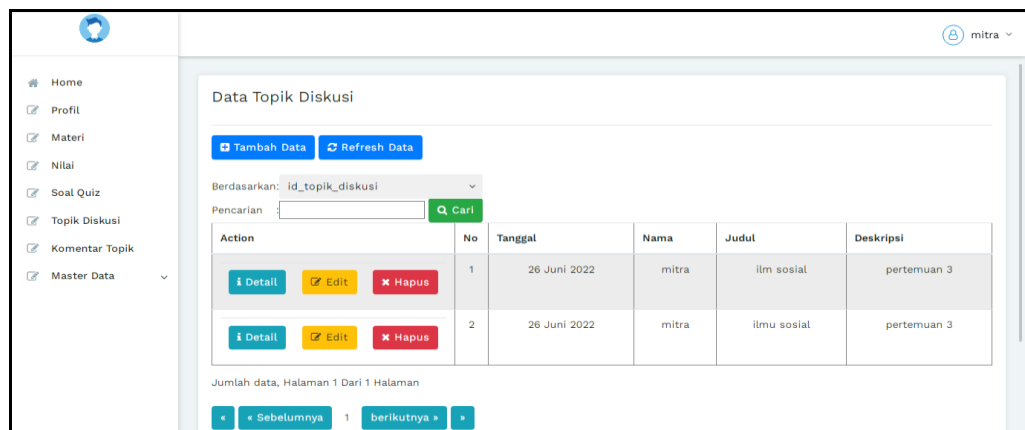 mitra
Home
Profil
Materi
Nilai
Soal Quiz
Topik Diskusi
Komentar Topik
Master Data
Data Topik Diskusi
Tambah Data Refresh Data
Berdasarkan: id_topik_diskusi
Pencarian : Cari
Action No Tanggal Nama Judul Deskripsi
Detail Edit Hapus 1 26 Juni 2022 mitra ilm sosial pertemuan 3
Detail Edit Hapus 2 26 Juni 2022 mitra ilmu sosial pertemuan 3
Jumlah data, Halaman 1 Dari 1 Halaman
« « Sebelumnya 1 berikutnya » »